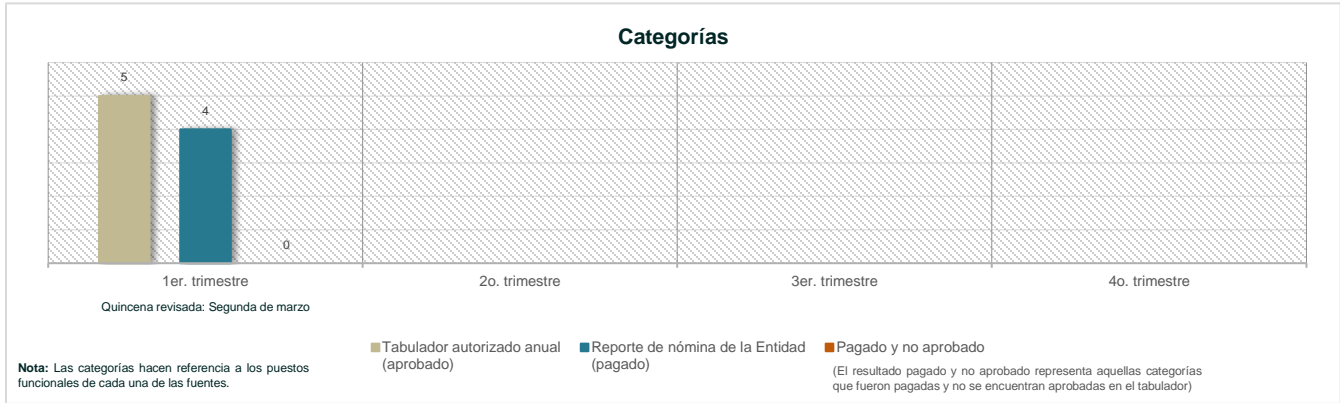 Categorías
5
4
0
1er. trimestre
2o. trimestre
3er. trimestre
4o. trimestre
Quincena revisada: Segunda de marzo
Tabulador autorizado anual
(aprobado)
Reporte de nómina de la Entidad
(pagado)
Pagado y no aprobado
(El resultado pagado y no aprobado representa aquellas categorías
que fueron pagadas y no se encuentran aprobadas en el tabulador)
Nota: Las categorías hacen referencia a los puestos
funcionales de cada una de las fuentes.